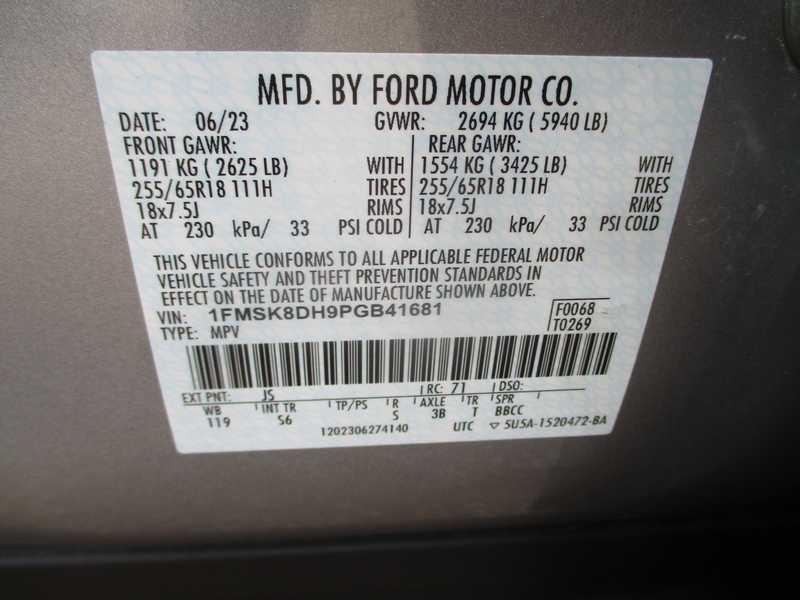 MFD. BY FORD MOTOR CO.
DATE: 06/23 GVWR: 2694 KG ( 5940 LB)
FRONT GAWR: REAR GAWR:
1191 KG ( 2625 LB) WITH 1554 KG ( 3425 LB) WITH
255/65R18 111H TIRES 255/65R18 111H TIRES
18x7.5J RIMS 18x7.5J RIMS
AT 230 kPa/ 33 PSI COLD AT 230 kPa/ 33 PSI COLD
THIS VEHICLE CONFORMS TO ALL APPLICABLE FEDERAL MOTOR
VEHICLE SAFETY AND THEFT PREVENTION STANDARDS IN
EFFECT ON THE DATE OF MANUFACTURE SHOWN ABOVE.
VIN: 1FMSK8DH9PGB41681 F0068
TYPE: MPV T0269
EXT PNT: JS RC: 71 DSO:
WB INT TR TP/PS R AXLE TR SPR
119 S6 S 3B T BBCC
1202306274140 UTC ▽ 5U5A-1520472-BA